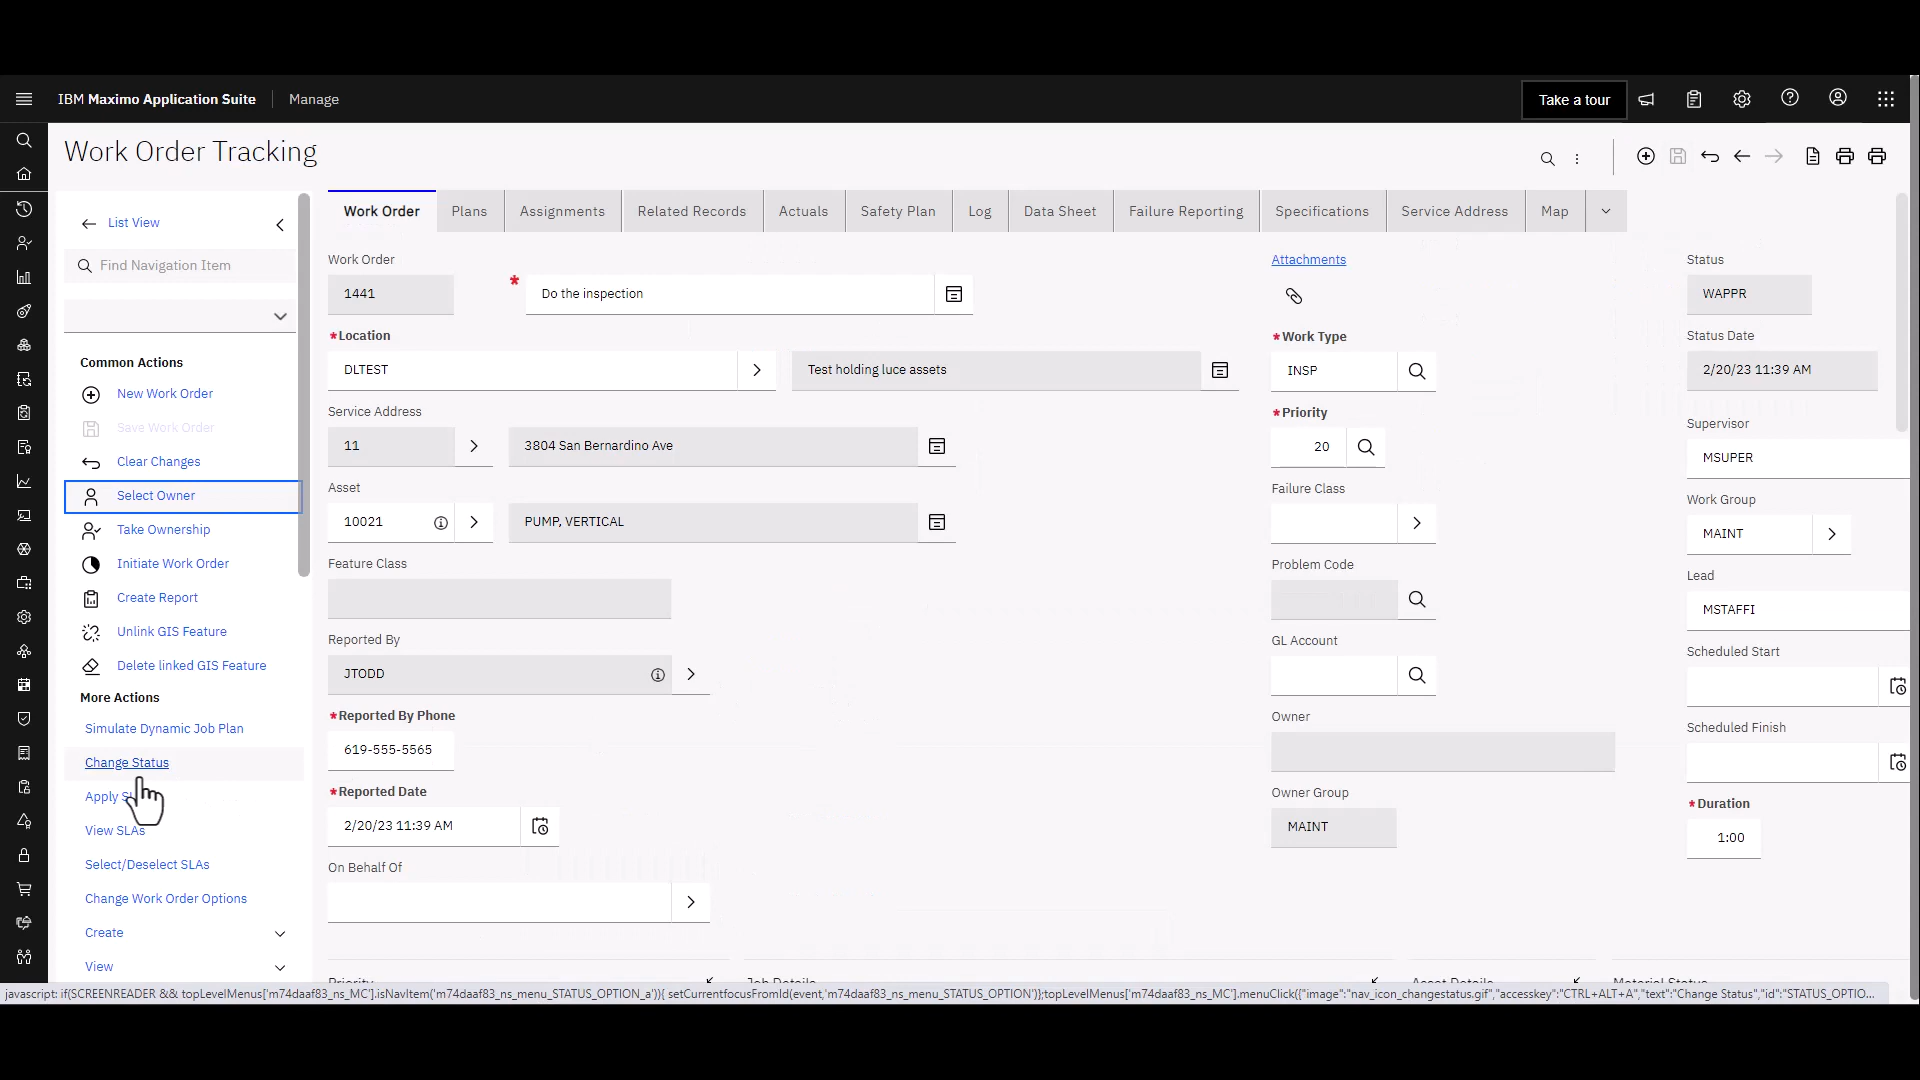 IBM Maximo Application Suite Manage Take a tour
Work Order Tracking
List View
Find Navigation Item
Common Actions
New Work Order
Save Work Order
Clear Changes
Select Owner
Take Ownership
Initiate Work Order
Create Report
Unlink GIS Feature
Delete linked GIS Feature
More Actions
Simulate Dynamic Job Plan
Change Status
Apply
View SLAs
Select/Deselect SLAs
Change Work Order Options
Create
View
Work Order Plans Assignments Related Records Actuals Safety Plan Log Data Sheet Failure Reporting Specifications Service Address Map
Work Order
1441
* Do the inspection
*Location
DLTEST Test holding luce assets
Service Address
11 3804 San Bernardino Ave
Asset
10021 PUMP, VERTICAL
Feature Class
Reported By
JTODD
*Reported By Phone
619-555-5565
*Reported Date
2/20/23 11:39 AM
On Behalf Of
Attachments
*Work Type
INSP
*Priority
20
Failure Class
Problem Code
GL Account
Owner
Owner Group
MAINT
Status
WAPPR
Status Date
2/20/23 11:39 AM
Supervisor
MSUPER
Work Group
MAINT
Lead
MSTAFFI
Scheduled Start
Scheduled Finish
*Duration
1:00
Priority Job Details Asset Details Material Status
javascript: if(SCREENREADER && topLevelMenus['m74daaf83_ns_MC'].isNavItem('m74daaf83_ns_menu_STATUS_OPTION_a')){ setCurrentfocusFromId(event,'m74daaf83_ns_menu_STATUS_OPTION')};topLevelMenus['m74daaf83_ns_MC'].menuClick({"image":"nav_icon_changestatus.gif","accesskey":"CTRL+ALT+A","text":"Change Status","id":"STATUS_OPTIO...